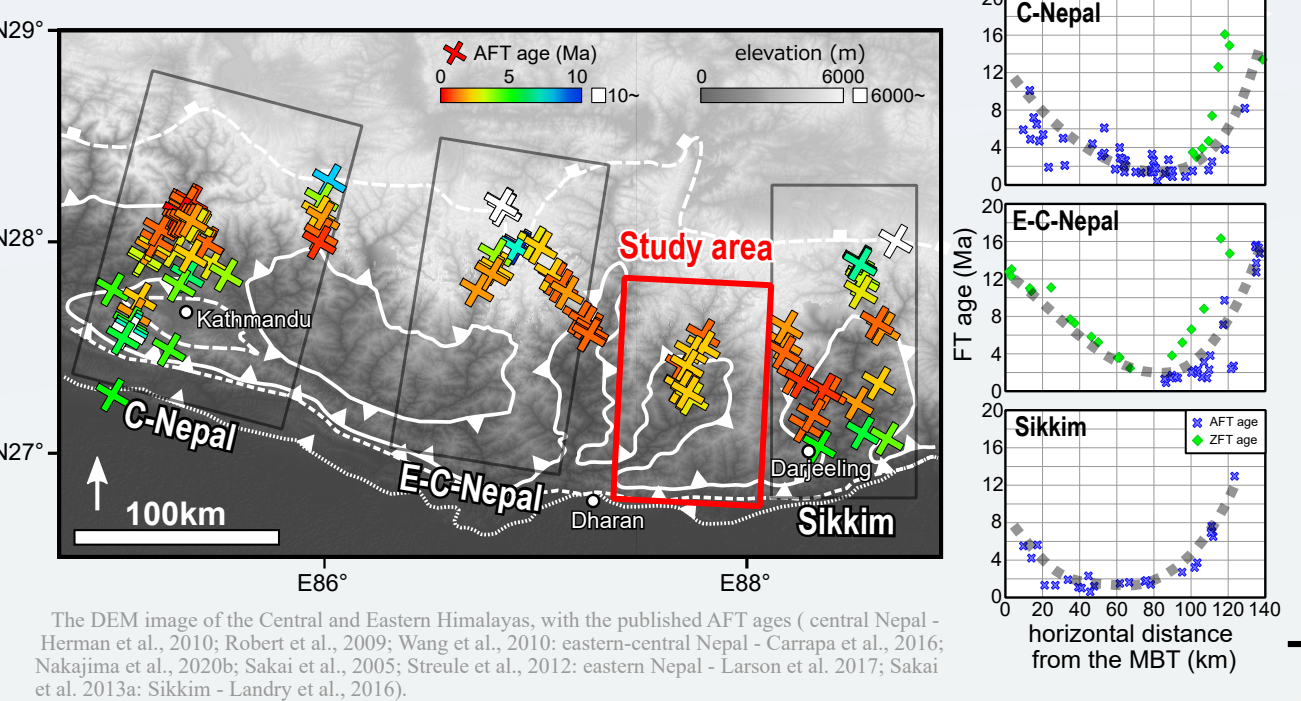 N29°
N28°
N27°
AFT age (Ma)
0 5 10
10~
elevation (m)
0 6000
6000~
Study area
Kathmandu
C-Nepal
E-C-Nepal
Dharan
Darjeeling
Sikkim
100km
E86°
E88°
The DEM image of the Central and Eastern Himalayas, with the published AFT ages ( central Nepal -
Herman et al., 2010; Robert et al., 2009; Wang et al., 2010: eastern-central Nepal - Carrapa et al., 2016;
Nakajima et al., 2020b; Sakai et al., 2005; Streule et al., 2012: eastern Nepal - Larson et al. 2017; Sakai
et al. 2013a: Sikkim - Landry et al., 2016).
C-Nepal
20
16
12
8
4
0
E-C-Nepal
20
16
12
8
4
0
FT age (Ma)
Sikkim
AFT age
ZFT age
20
16
12
8
4
0
0 20 40 60 80 100 120 140
horizontal distance
from the MBT (km)